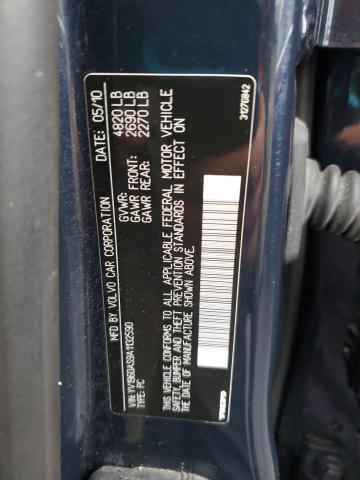 MFD BY VOLVO CAR CORPORATION
DATE: 05/10
GVWR: 4820 LB
GAWR FRONT: 2690 LB
GAWR REAR: 2270 LB
VIN: YV1960AS9A1132590
TYPE: PC
THIS VEHICLE CONFORMS TO ALL APPLICABLE FEDERAL MOTOR VEHICLE
SAFETY, BUMPER AND THEFT PREVENTION STANDARDS IN EFFECT ON
THE DATE OF MANUFACTURE SHOWN ABOVE
VOLVO
31276842